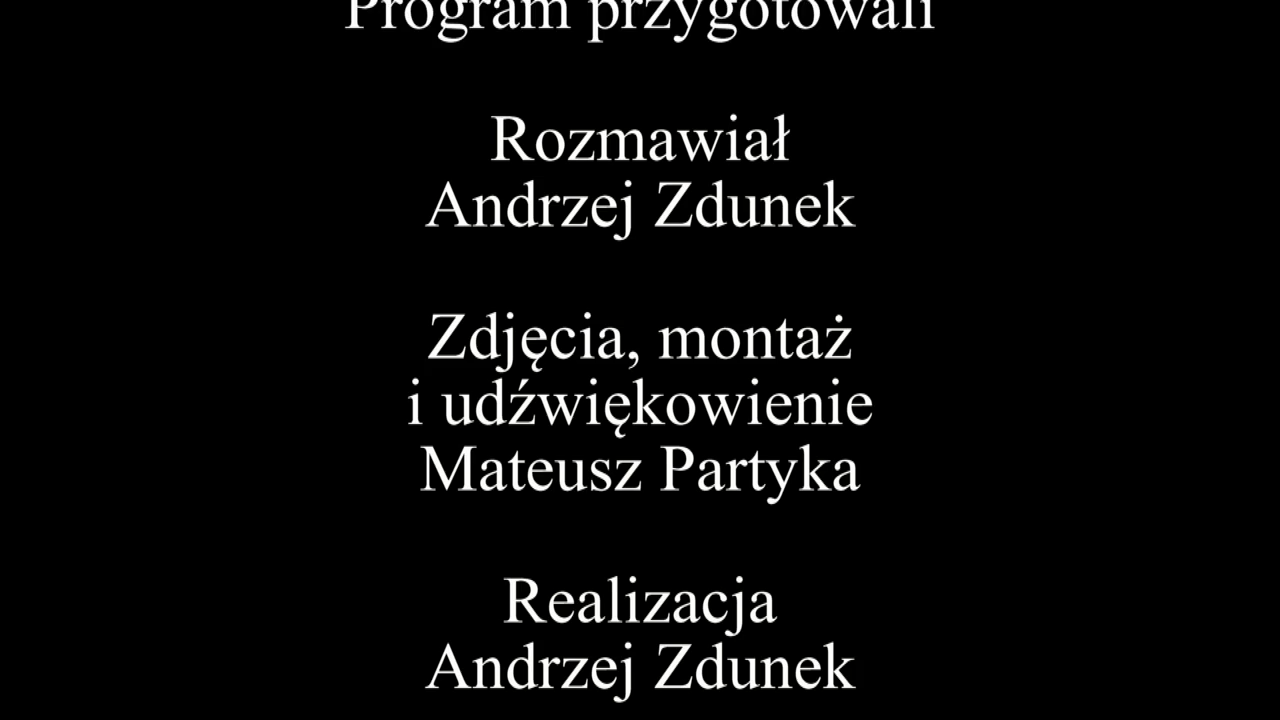 Program przygotowali
Rozmawiał
Andrzej Zdunek
Zdjęcia, montaż
i udźwiękowienie
Mateusz Partyka
Realizacja
Andrzej Zdunek